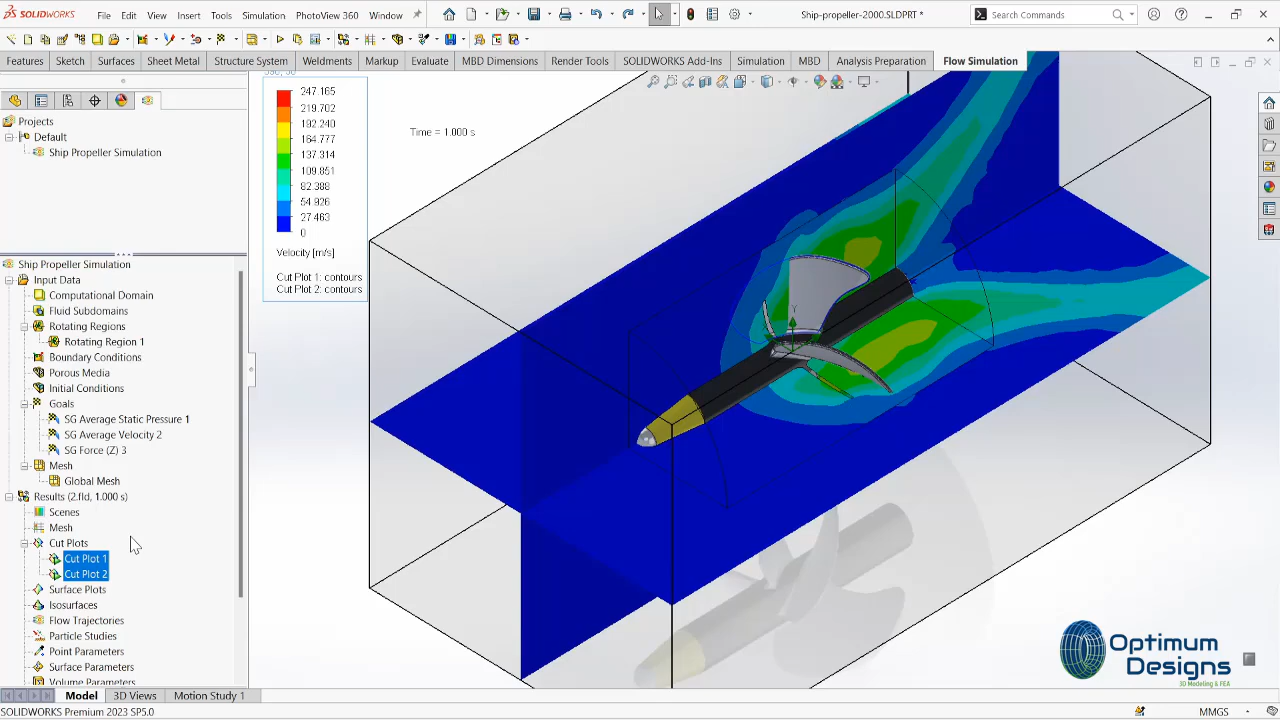 SOLIDWORKS File Edit View Insert Tools Simulation PhotoView 360 Window Ship-propeller-2000.SLDPRT * Search Commands
Features Sketch Surfaces Sheet Metal Structure System Weldments Markup Evaluate MBD Dimensions Render Tools SOLIDWORKS Add-Ins Simulation MBD Analysis Preparation Flow Simulation
Projects
Default
Ship Propeller Simulation
Ship Propeller Simulation
Input Data
Computational Domain
Fluid Subdomains
Rotating Regions
Rotating Region 1
Boundary Conditions
Porous Media
Initial Conditions
Goals
SG Average Static Pressure 1
SG Average Velocity 2
SG Force (Z) 3
Mesh
Global Mesh
Results (2.fld, 1.000 s)
Scenes
Mesh
Cut Plots
Cut Plot 1
Cut Plot 2
Surface Plots
Isosurfaces
Flow Trajectories
Particle Studies
Point Parameters
Surface Parameters
Volume Parameters
247.165
219.702
192.240
164.777
137.314
109.851
82.388
54.926
27.463
0
Velocity [m/s]
Cut Plot 1: contours
Cut Plot 2: contours
Time = 1.000 s
Y
Optimum
Designs
3D Modeling & FEA
Model 3D Views Motion Study 1
SOLIDWORKS Premium 2023 SP5.0 MMGS